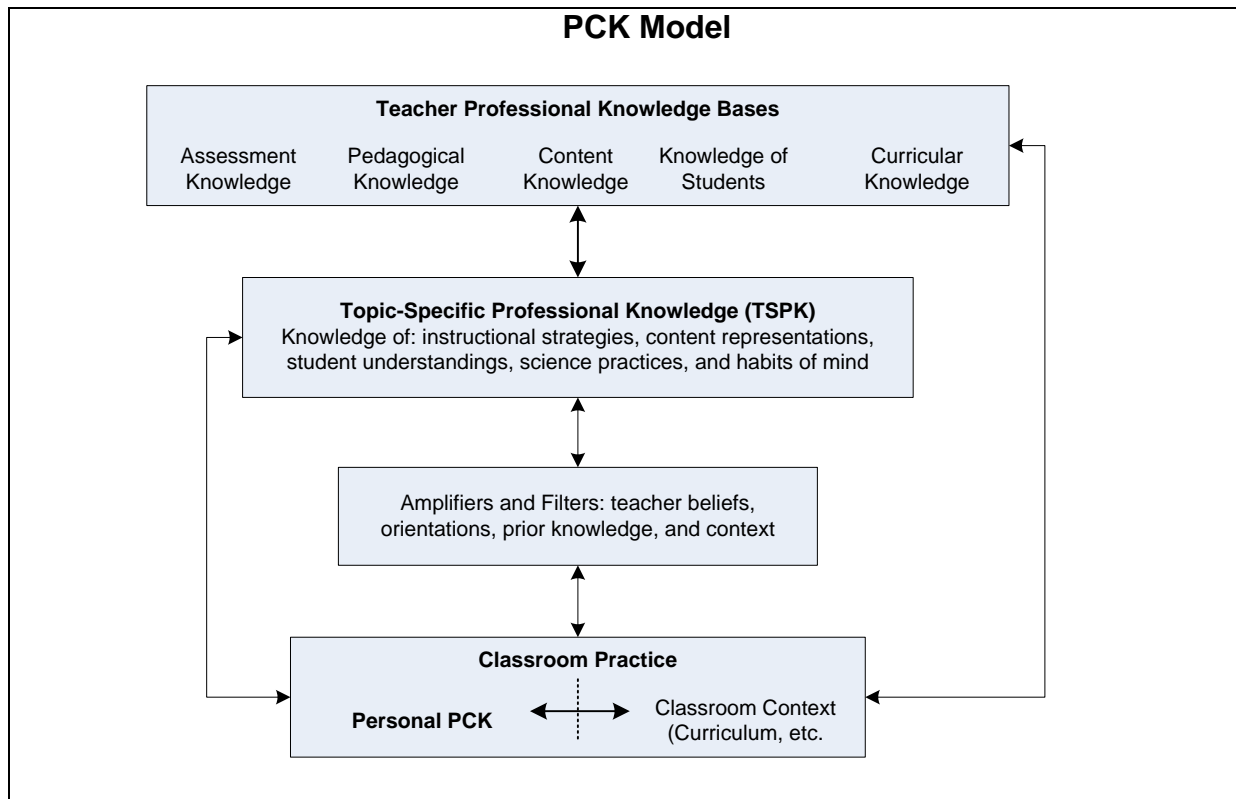 PCK Model
Teacher Professional Knowledge Bases
Assessment
Knowledge
Pedagogical
Knowledge
Content
Knowledge
Knowledge of
Students
Curricular
Knowledge
Topic-Specific Professional Knowledge (TSPK)
Knowledge of: instructional strategies, content representations,
student understandings, science practices, and habits of mind
Amplifiers and Filters: teacher beliefs,
orientations, prior knowledge, and context
Classroom Practice
Personal PCK
Classroom Context
(Curriculum, etc.